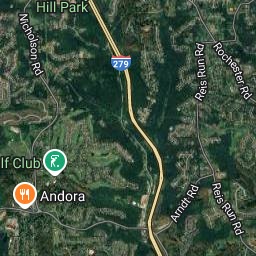 Hill Park
Nicholson Rd
279
Reis Run Rd
Rochester Rd
lf Club
Andora
Arndt Rd
Reis Run Rd